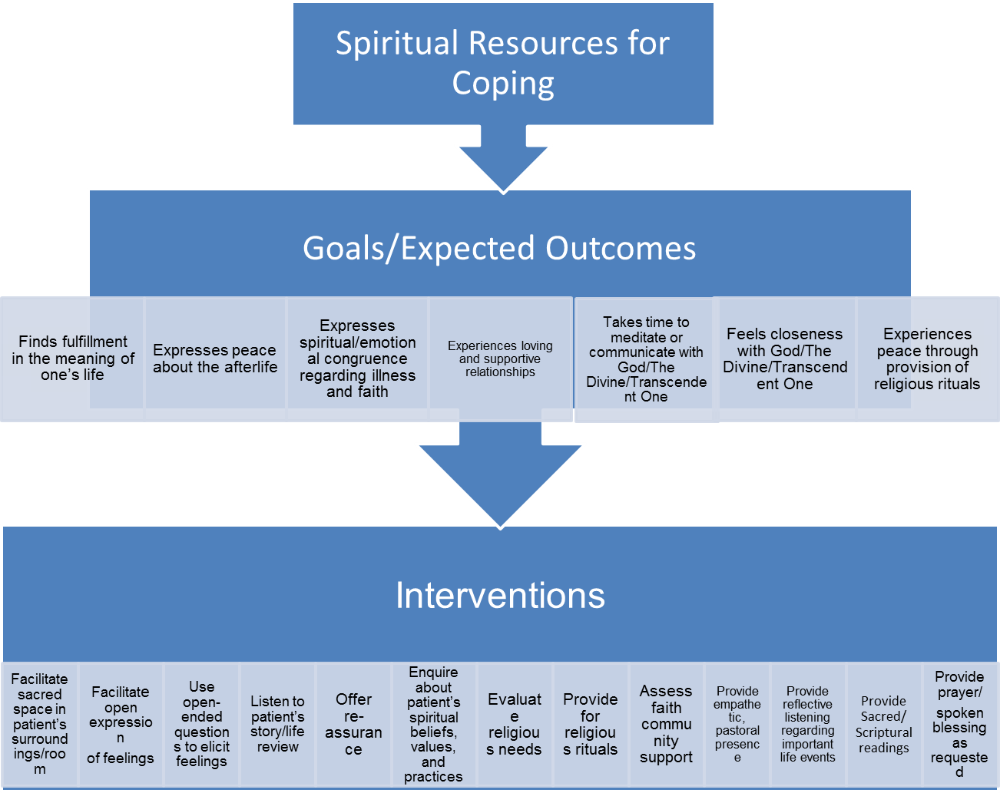 Spiritual Resources for
Coping
Goals/Expected Outcomes
Finds fulfillment
in the meaning of
one’s life
Expresses peace
about the afterlife
Expresses
spiritual/emotion
al congruence
regarding illness
and faith
Experiences loving
and supportive
relationships
Takes time to
meditate or
communicate with
God/The
Divine/Transcende
nt One
Feels closeness
with God/The
Divine/Transcend
ent One
Experiences
peace through
provision of
religious rituals
Interventions
Facilitate
sacred
space in
patient’s
surround
ings/roo
m
Facilitate
open
expressio
n
of feelings
Use
open-
ended
question
s to elicit
feelings
Listen to
patient’s
story/life
review
Offer
re-
assuran
ce
Enquire
about
patient’s
spiritual
beliefs,
values,
and
practices
Evaluat
e
religiou
s needs
Provide
for
religiou
s rituals
Assess
faith
commu
nity
support
Provide
empathe
tic,
pastoral
presenc
e
Provide
reflective
listening
regarding
important
life events
Provide
Sacred/
Scriptural
readings
Provide
prayer/
spoken
blessing
as
requeste
d